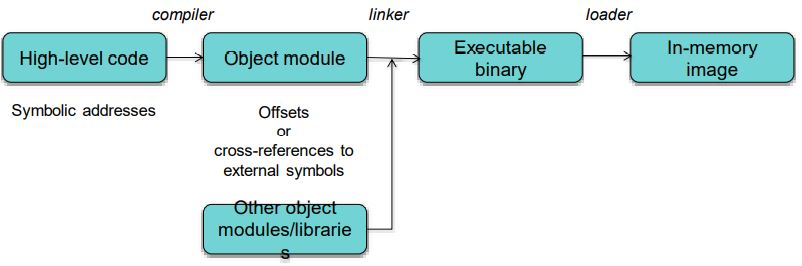 compiler
linker
loader
High-level code
Object module
Executable
binary
In-memory
image
Symbolic addresses
Offsets
or
cross-references to
external symbols
Other object
modules/librarie
s